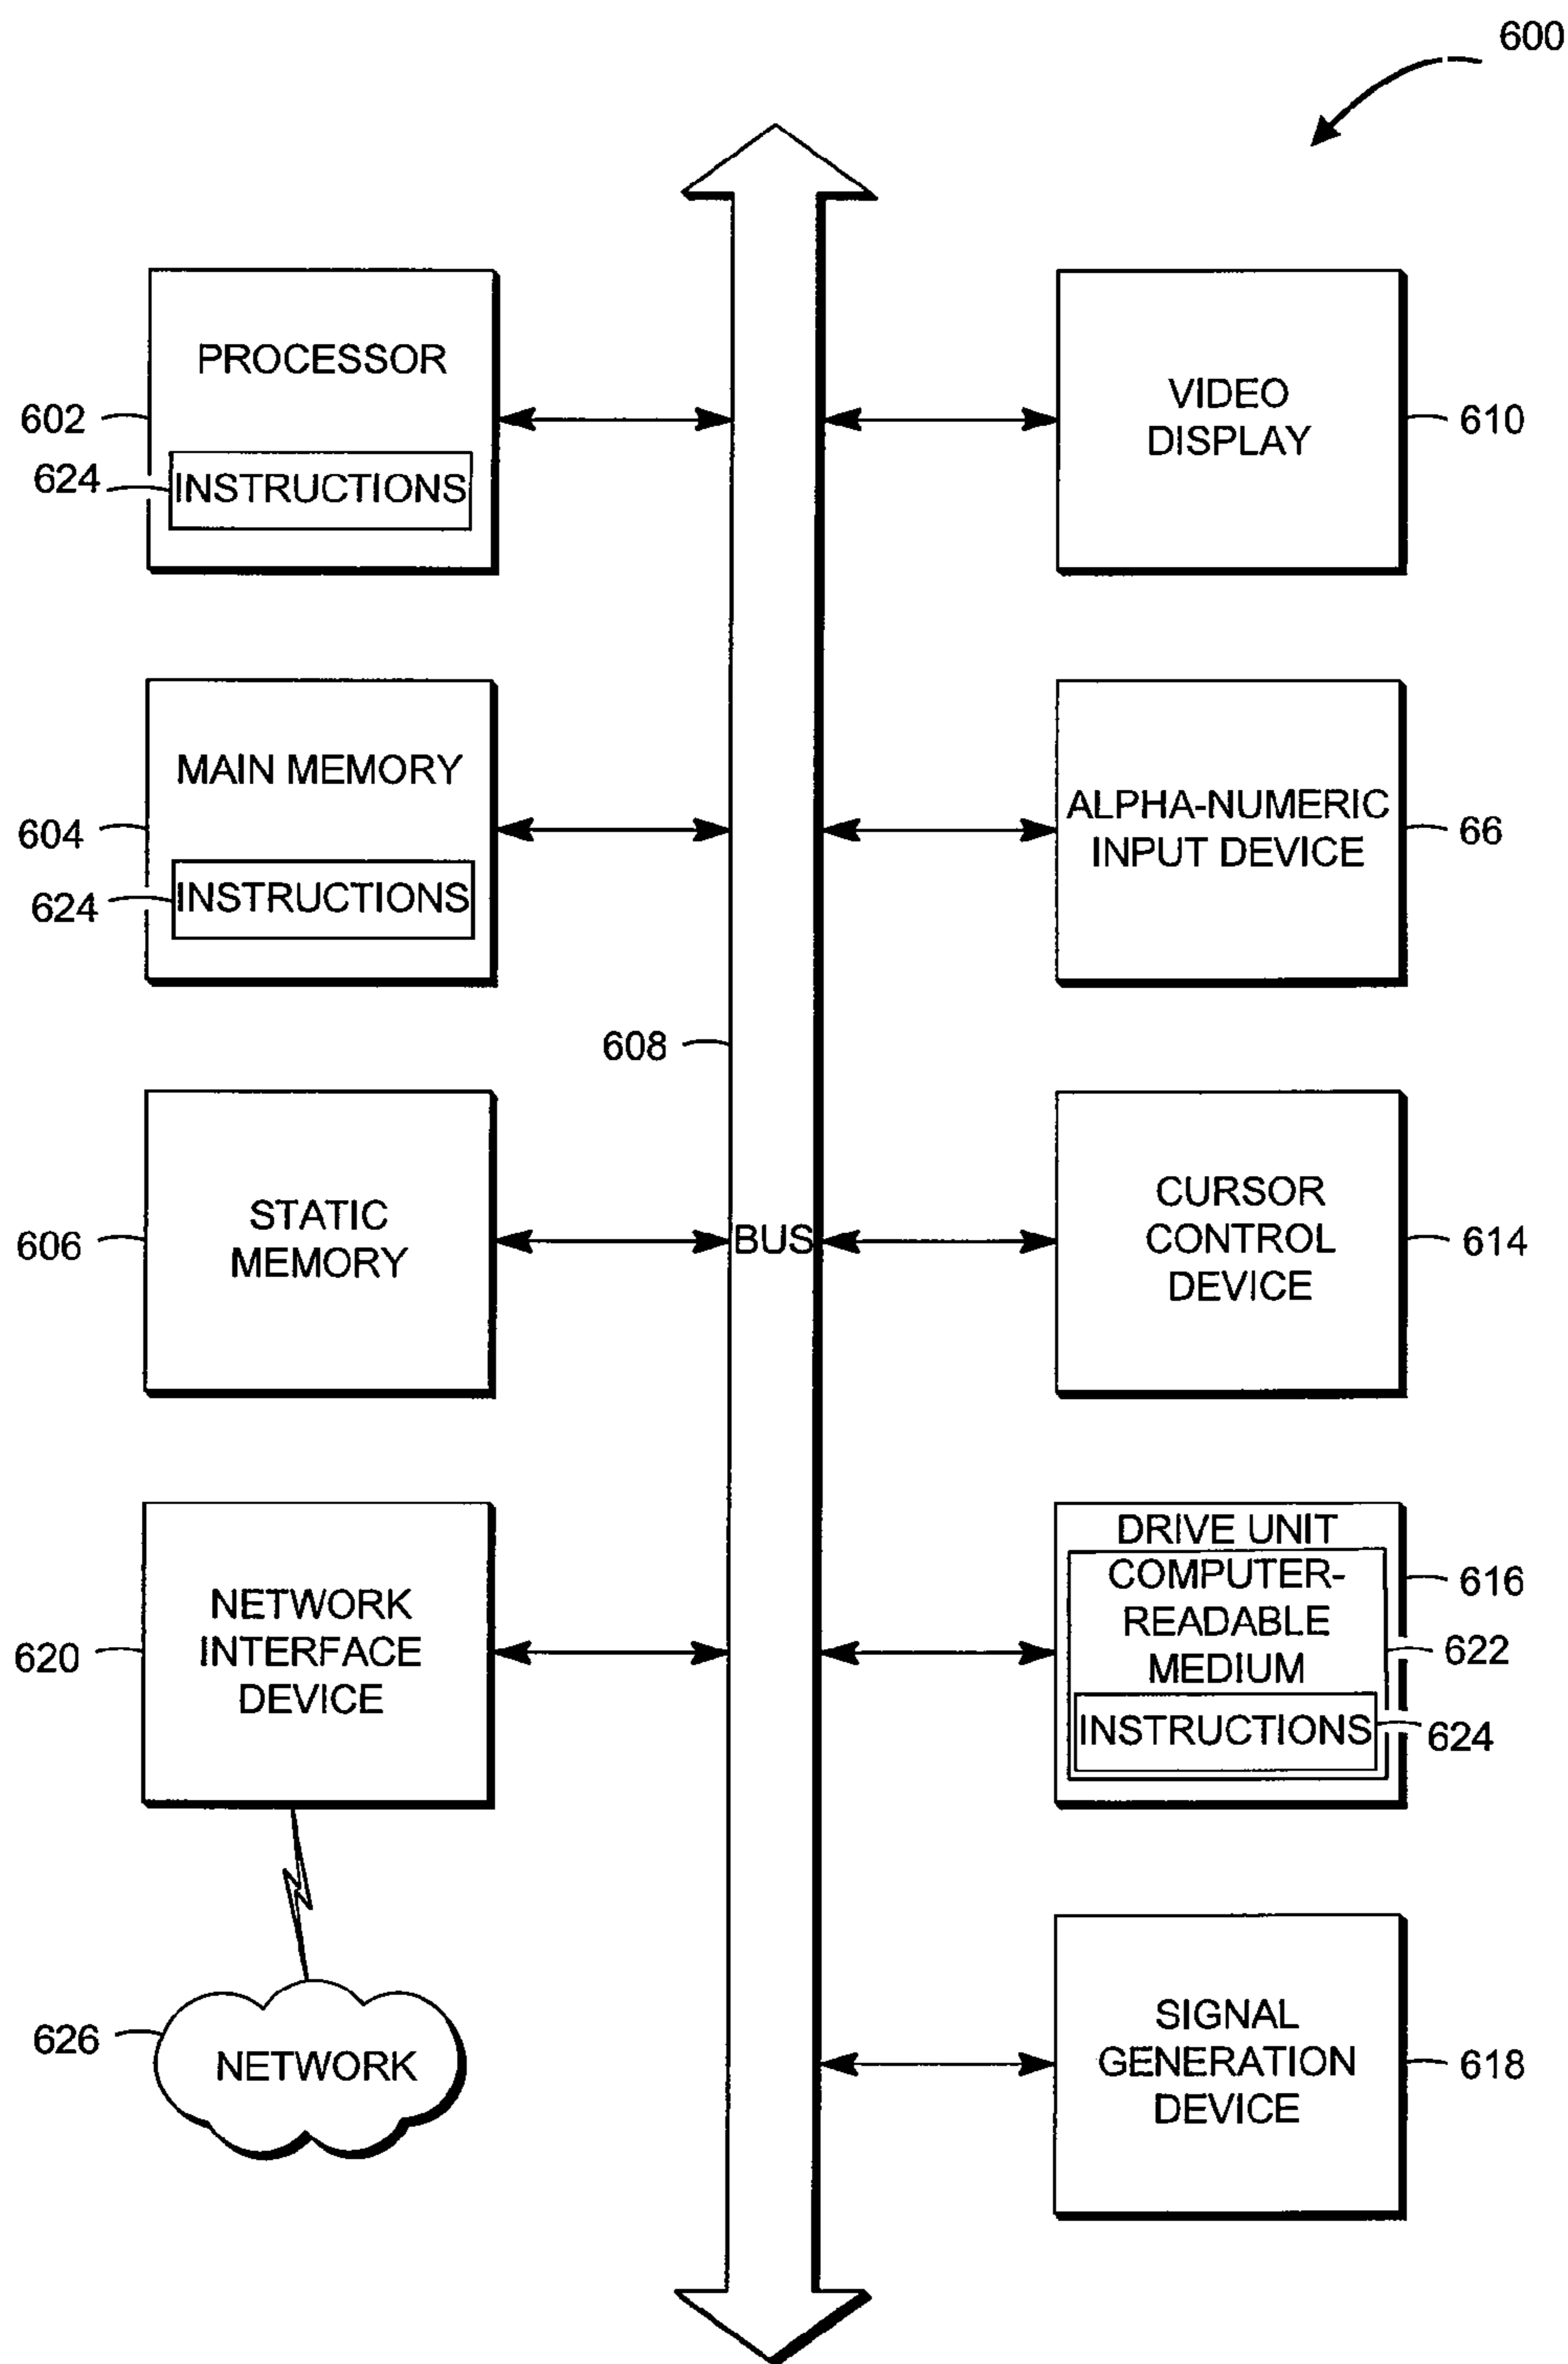 600
PROCESSOR
602
624
INSTRUCTIONS
VIDEO
DISPLAY
610
MAIN MEMORY
604
624
INSTRUCTIONS
ALPHA-NUMERIC
INPUT DEVICE
66
608
STATIC
MEMORY
606
BUS
CURSOR
CONTROL
DEVICE
614
NETWORK
INTERFACE
DEVICE
620
DRIVE UNIT
COMPUTER-
READABLE
MEDIUM
INSTRUCTIONS
616
622
624
626
NETWORK
SIGNAL
GENERATION
DEVICE
618